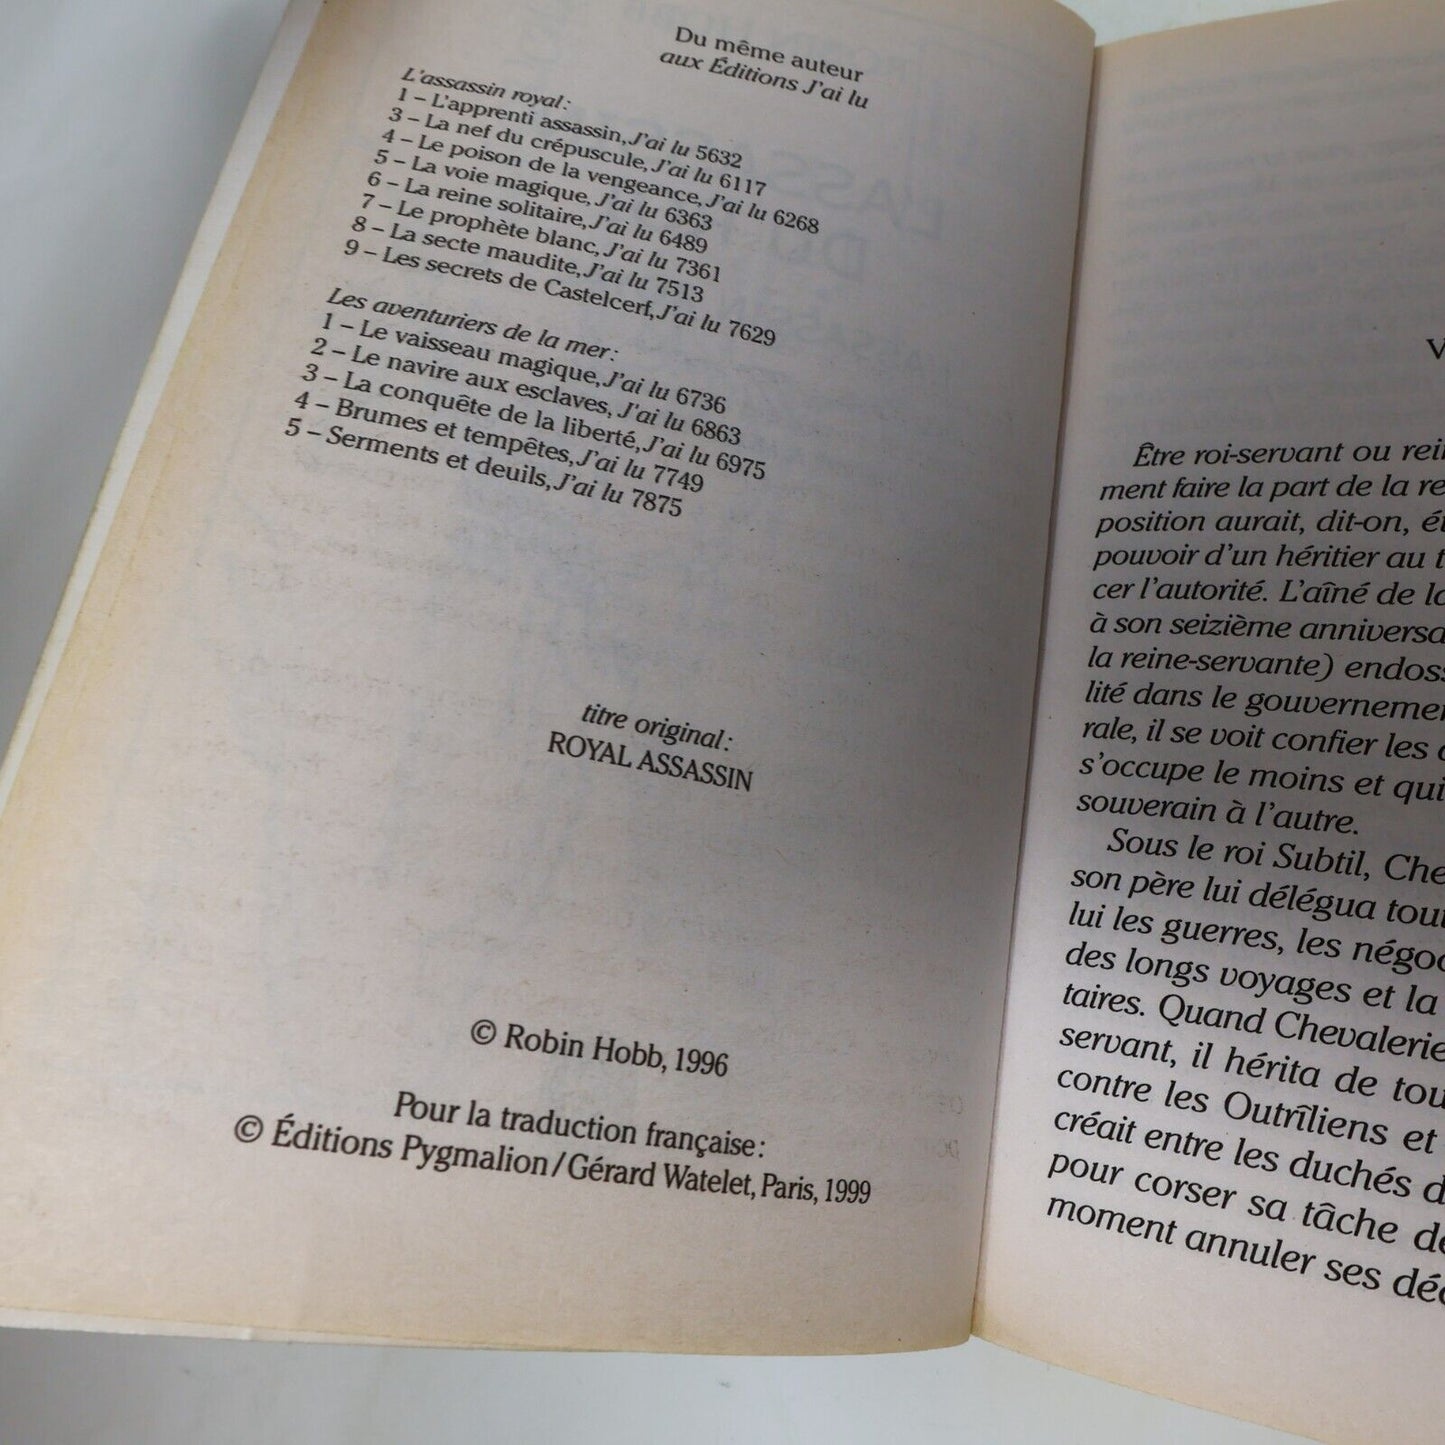 Du même auteur
aux Éditions J'ai lu
L'assassin royal :
1 – L'apprenti assassin, J'ai lu 5632
3 – La nef du crépuscule, J'ai lu 6117
4 – Le poison de la vengeance, J'ai lu 6268
5 – La voie magique, J'ai lu 6363
6 – La reine solitaire, J'ai lu 6489
7 – Le prophète blanc, J'ai lu 7361
8 – La secte maudite, J'ai lu 7513
9 – Les secrets de Castelcerf, J'ai lu 7629
Les aventuriers de la mer :
1 – Le vaisseau magique, J'ai lu 6736
2 – Le navire aux esclaves, J'ai lu 6863
3 – La conquête de la liberté, J'ai lu 6975
4 – Brumes et tempêtes, J'ai lu 7749
5 – Serments et deuils, J'ai lu 7875
titre original :
ROYAL ASSASSIN
© Robin Hobb, 1996
Pour la traduction française :
© Éditions Pygmalion / Gérard Watelet, Paris, 1999
V
Être roi-servant ou rei
ment faire la part de la re
position aurait, dit-on, é
pouvoir d'un héritier au t
cer l'autorité. L'aîné de la
à son seizième anniversa
la reine-servante) endoss
lité dans le gouverneme
rale, il se voit confier les
s'occupe le moins et qui
souverain à l'autre.
Sous le roi Subtil, Che
son père lui délégua tout
lui les guerres, les négoc
des longs voyages et la
taires. Quand Chevalerie
servant, il hérita de tou
contre les Outrîliens et
créait entre les duchés d
pour corser sa tâche de
moment annuler ses déc